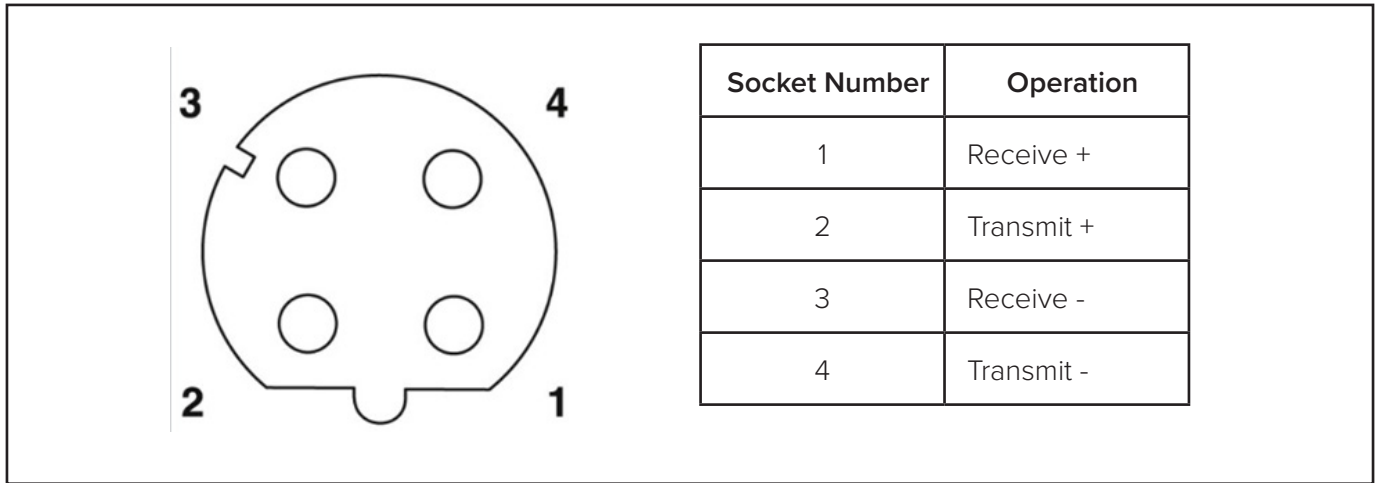 3
4
2
1
Socket Number Operation
1 Receive +
2 Transmit +
3 Receive -
4 Transmit -